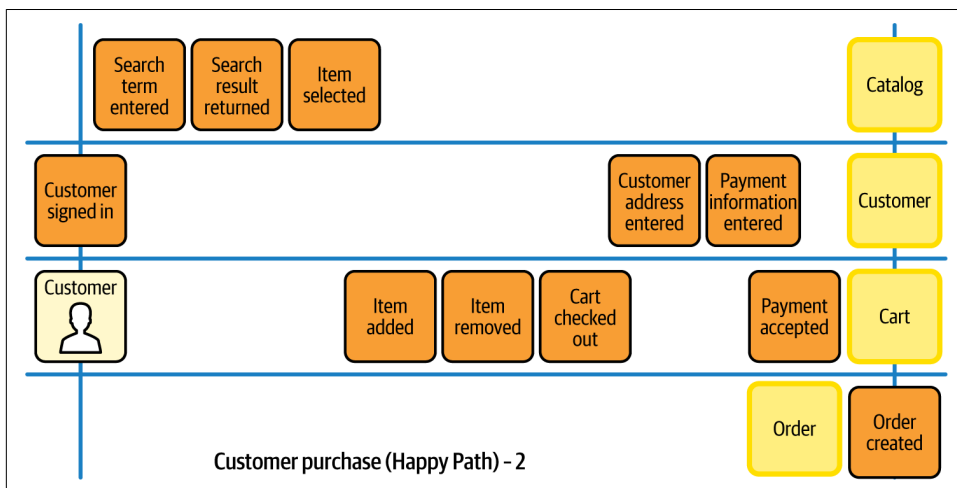 Search
term
entered
Search
result
returned
Item
selected
Catalog
Customer
signed in
Customer
address
entered
Payment
information
entered
Customer
Customer
Item
added
Item
removed
Cart
checked
out
Payment
accepted
Cart
Order
Order
created
Customer purchase (Happy Path) – 2